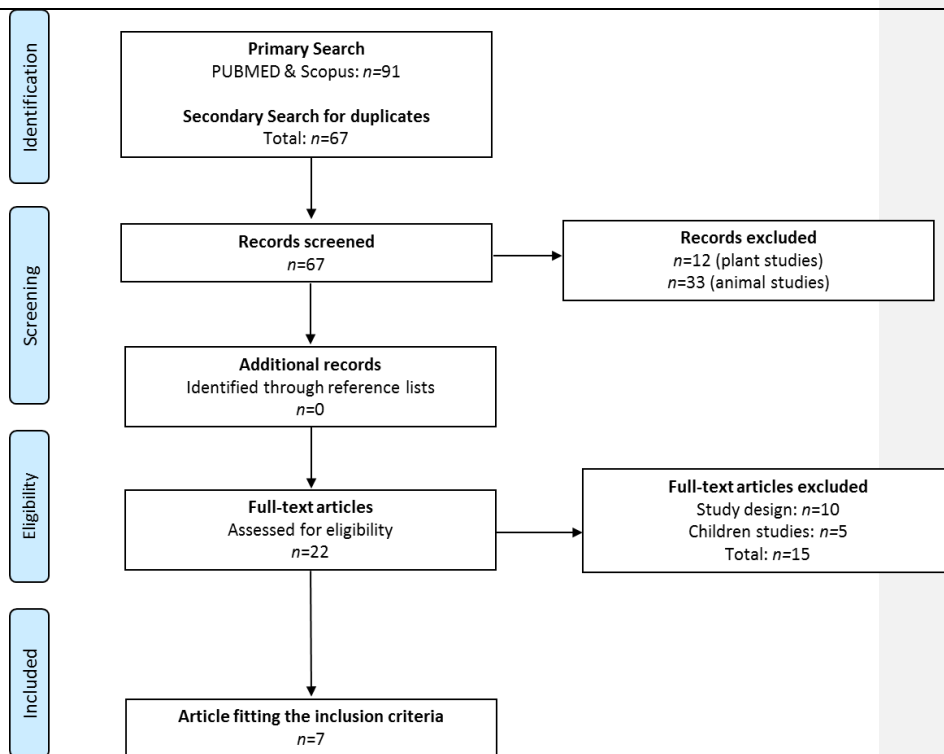 Identification
Primary Search
PUBMED & Scopus: n=91
Secondary Search for duplicates
Total: n=67
Screening
Records screened
n=67
Records excluded
n=12 (plant studies)
n=33 (animal studies)
Additional records
Identified through reference lists
n=0
Eligibility
Full-text articles
Assessed for eligibility
n=22
Full-text articles excluded
Study design: n=10
Children studies: n=5
Total: n=15
Included
Article fitting the inclusion criteria
n=7